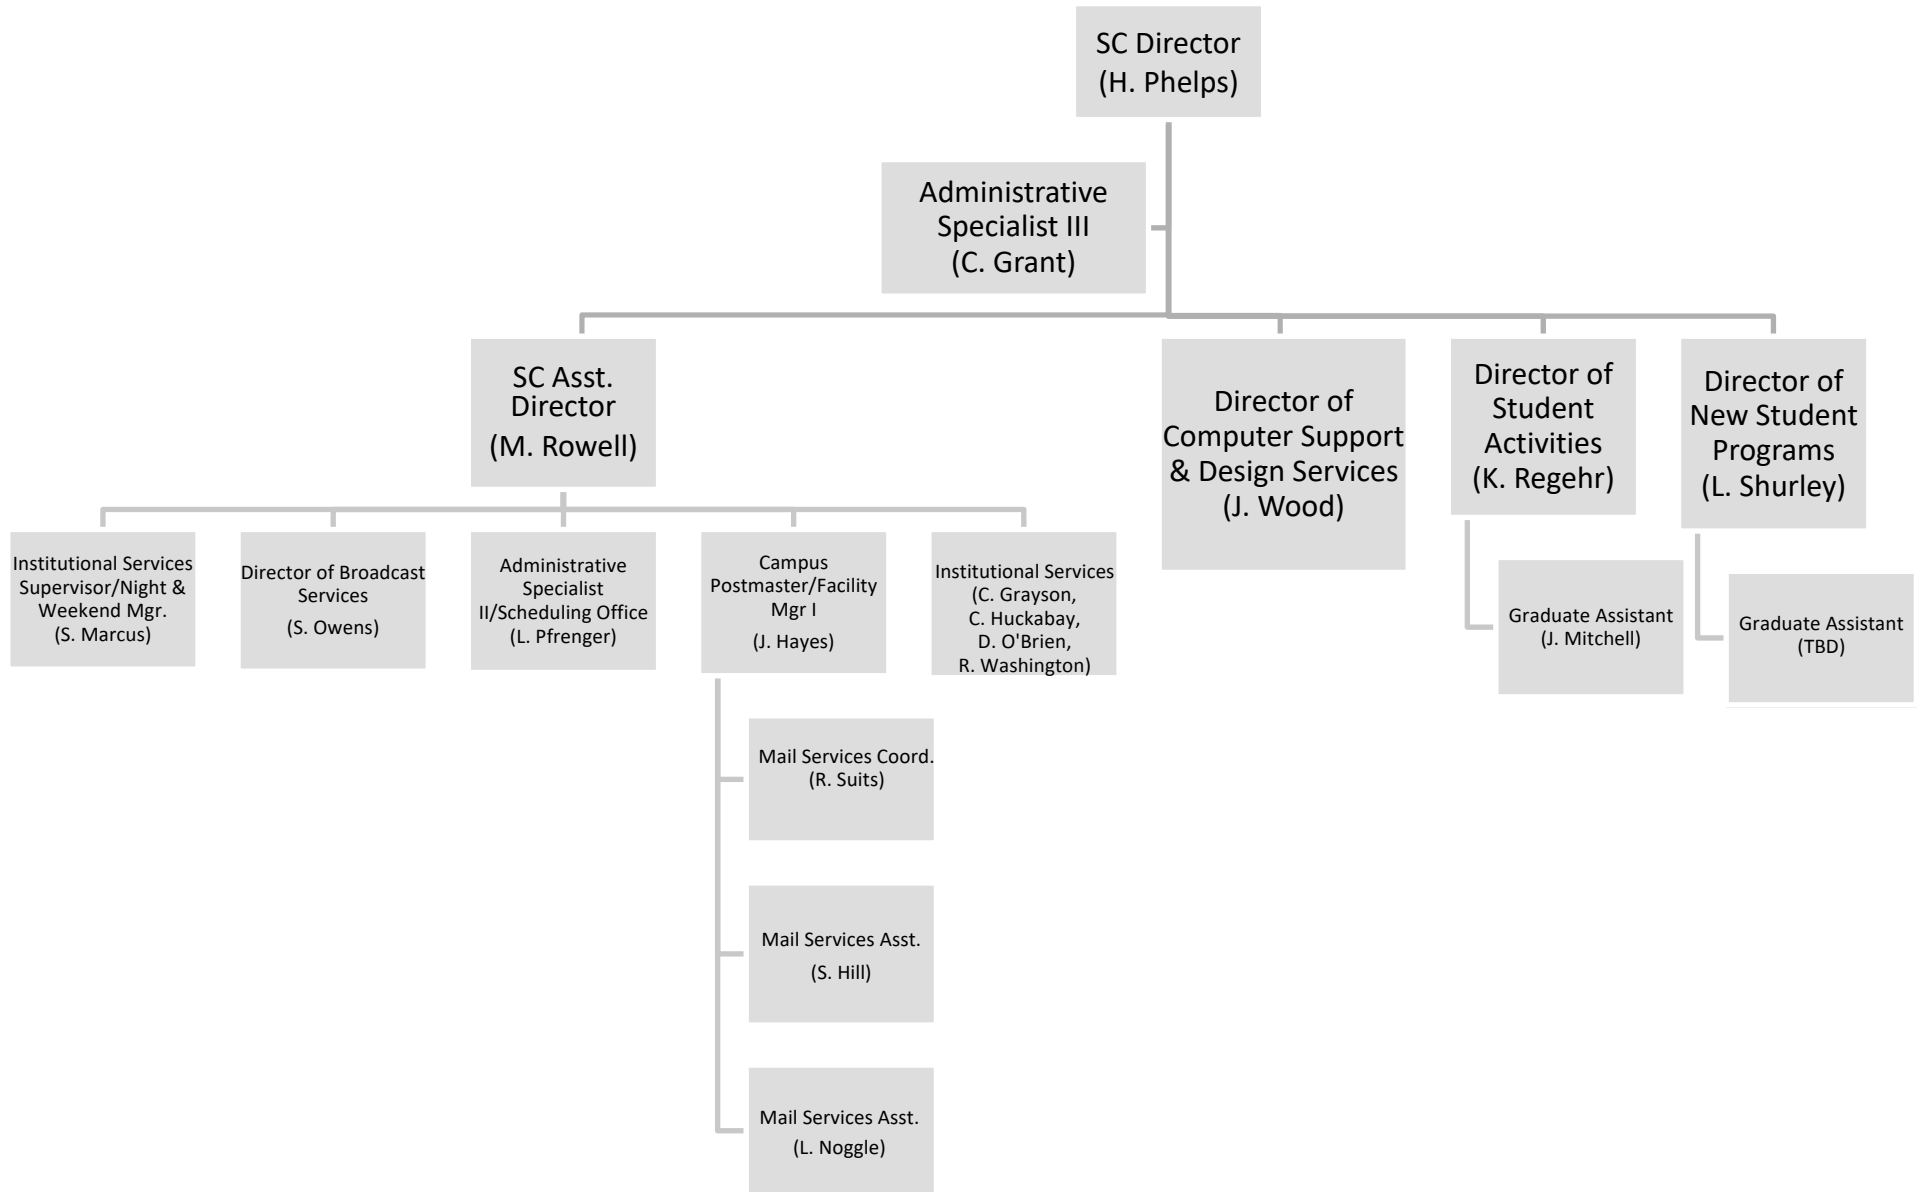 SC Director
(H. Phelps)
Administrative
Specialist III
(C. Grant)
SC Asst.
Director
(M. Rowell)
Director of
Computer Support
& Design Services
(J. Wood)
Director of
Student
Activities
(K. Regehr)
Director of
New Student
Programs
(L. Shurley)
Institutional Services
Supervisor/Night &
Weekend Mgr.
(S. Marcus)
Director of Broadcast
Services
(S. Owens)
Administrative
Specialist
II/Scheduling Office
(L. Pfrenger)
Campus
Postmaster/Facility
Mgr I
(J. Hayes)
Institutional Services
(C. Grayson,
C. Huckabay,
D. O'Brien,
R. Washington)
Graduate Assistant
(J. Mitchell)
Graduate Assistant
(TBD)
Mail Services Coord.
(R. Suits)
Mail Services Asst.
(S. Hill)
Mail Services Asst.
(L. Noggle)